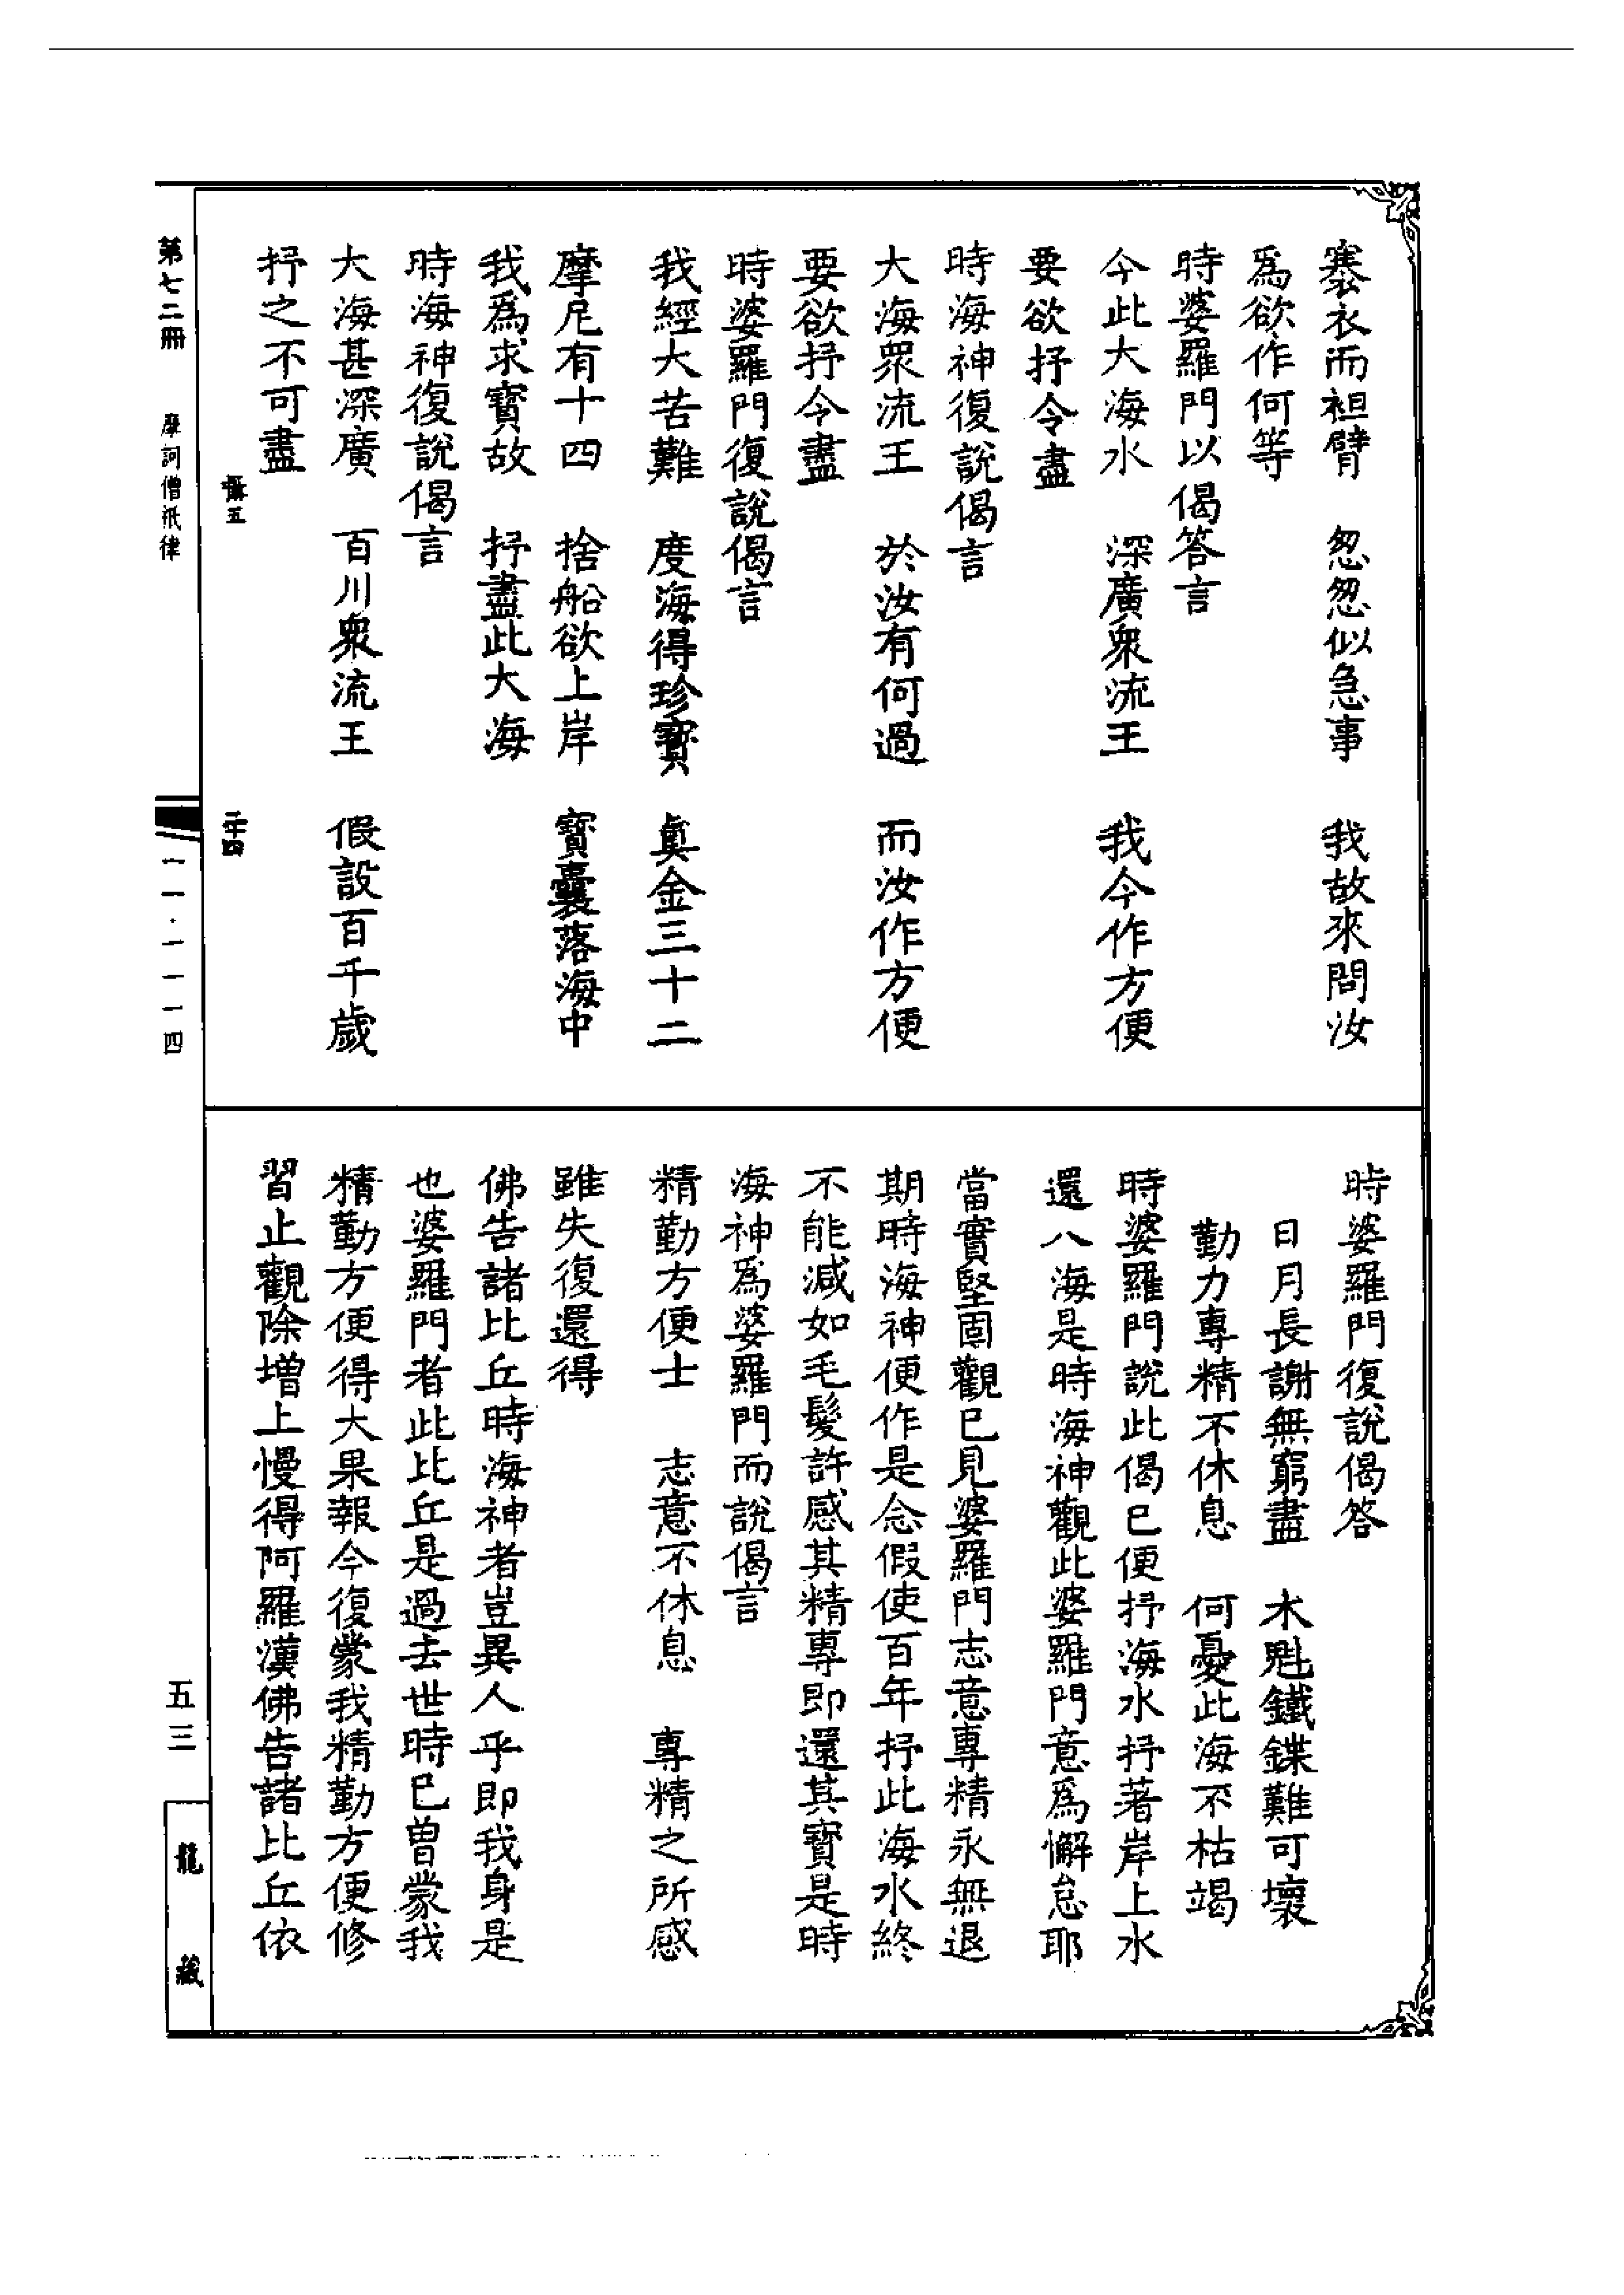 褰衣而袒臂　怱怱似急事　我故來問汝
爲欲作何等
時婆羅門以偈答言
今此大海水　深廣衆流王　我今作方便
要欲抒令盡
時海神復說偈言
大海衆流王　於汝有何過　而汝作方便
要欲抒令盡
時婆羅門復說偈言
我經大苦難　度海得珍寶　真金三十二
摩尼有十四　捨船欲上岸　寶囊落海中
我爲求寶故　抒盡此大海
時海神復說偈言
大海甚深廣　百川衆流王　假設百千歲
抒之不可盡
時婆羅門復說偈答
日月長謝無窮盡　木魁鐵鍱難可壞
勤力專精不休息　何憂此海不枯竭
時婆羅門說此偈已便抒海水抒著岸上水
還入海是時海神觀此婆羅門意爲懈怠耶
當實堅固觀已見婆羅門志意專精永無退
期時海神便作是念假使百年抒此海水終
不能減如毛髮許感其精專即還其寶是時
海神爲婆羅門而說偈言
精勤方便士　志意不休息　專精之所感
雖失復還得
佛告諸比丘時海神者豈異人乎即我身是
也婆羅門者此比丘是過去世時已曾蒙我
精勤方便得大果報今復蒙我精勤方便修
習止觀除增上慢得阿羅漢佛告諸比丘依
五
二十四
第七二冊　摩訶僧祇律
一一·一一一四
五三
龍藏